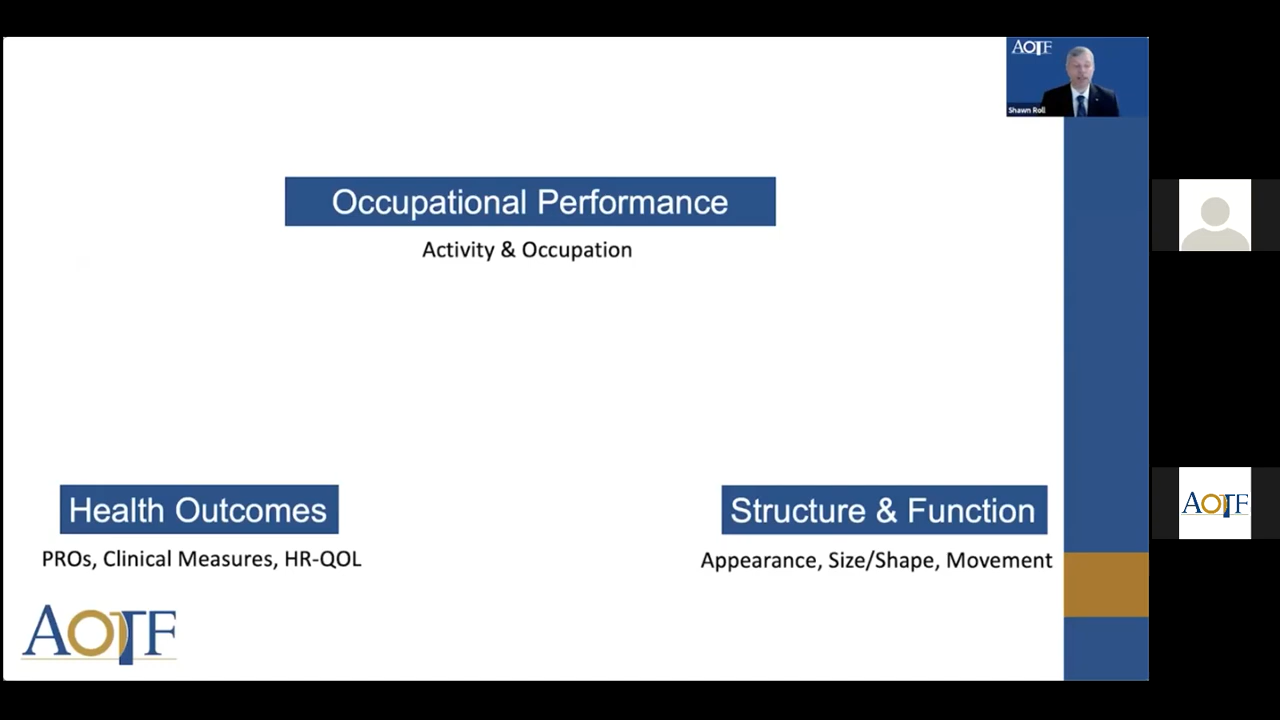 AOTF
Shawn Roll
Occupational Performance
Activity & Occupation
Health Outcomes
PROs, Clinical Measures, HR-QOL
Structure & Function
Appearance, Size/Shape, Movement
AOTF
AOTF